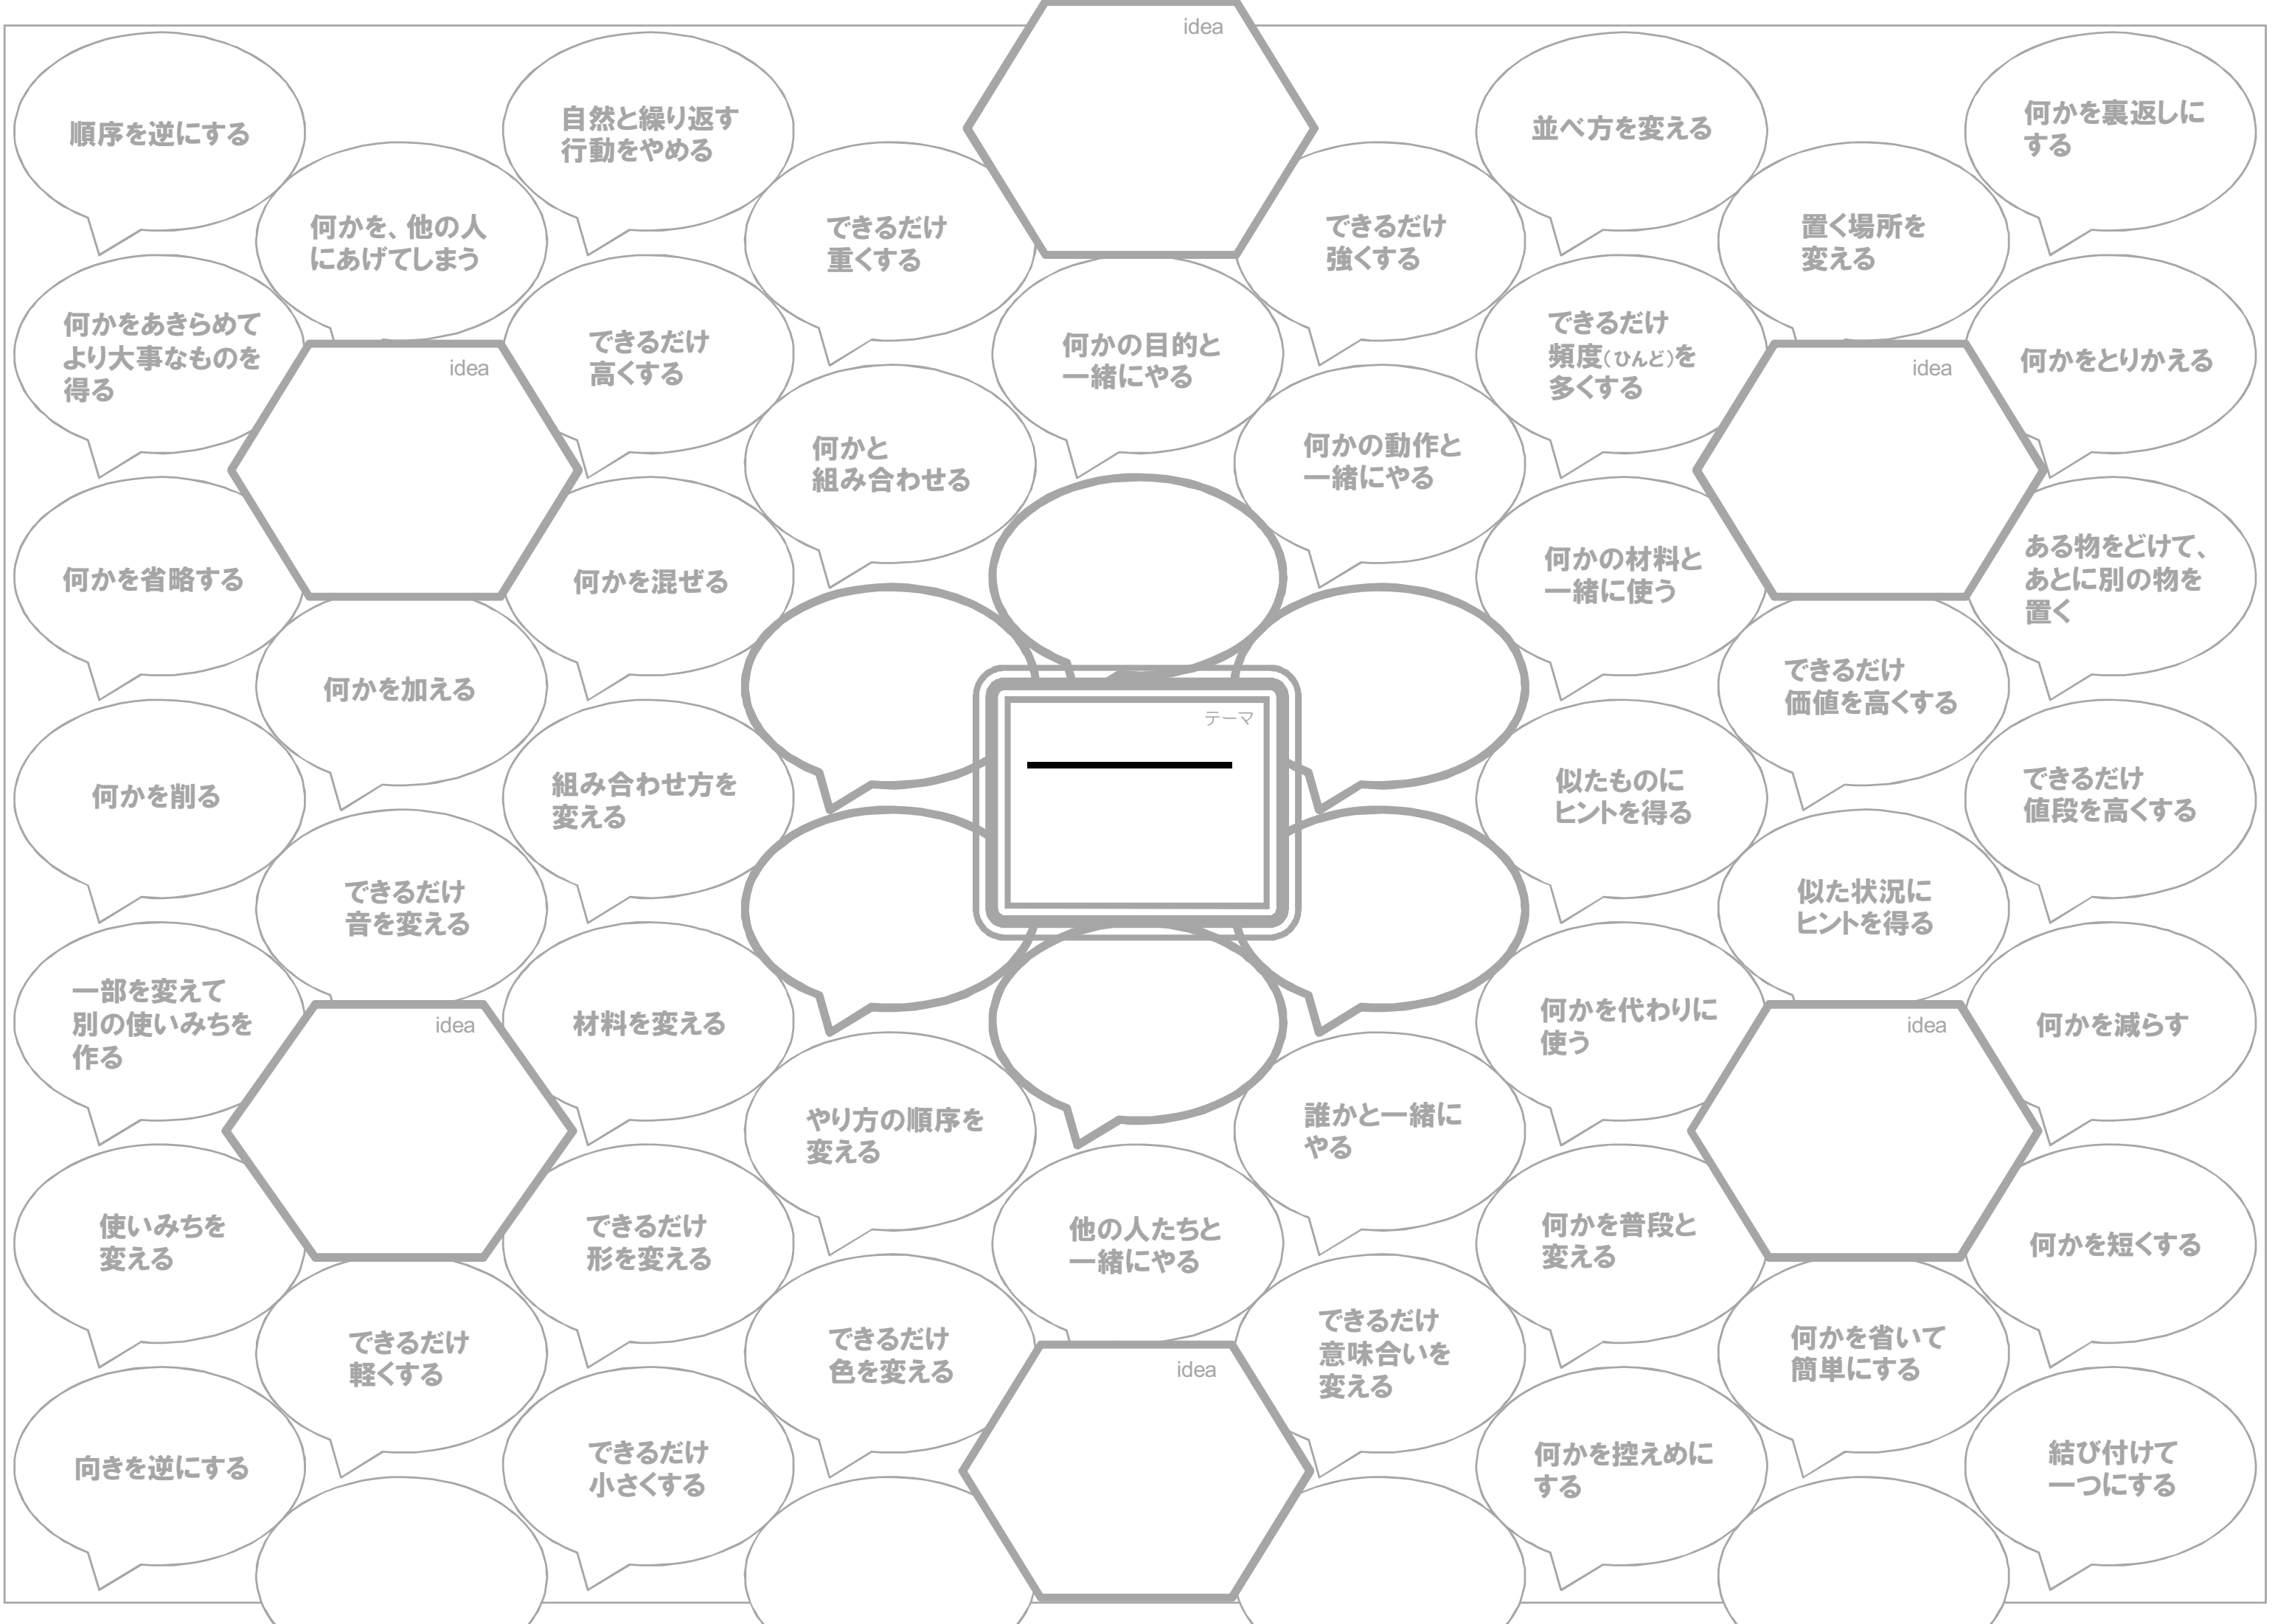 idea
順序を逆にする
自然と繰り返す
行動をやめる
並べ方を変える
何かを裏返しに
する
何かを、他の人
にあげてしまう
できるだけ
重くする
できるだけ
強くする
置く場所を
変える
何かをあきらめて
より大事なものを
得る
idea
できるだけ
高くする
何かの目的と
一緒にやる
できるだけ
頻度(ひんど)を
多くする
idea
何かをとりかえる
何かと
組み合わせる
何かの動作と
一緒にやる
何かを省略する
何かを混ぜる
何かの材料と
一緒に使う
ある物をどけて、
あとに別の物を
置く
何かを加える
できるだけ
価値を高くする
テーマ
何かを削る
組み合わせ方を
変える
似たものに
ヒントを得る
できるだけ
値段を高くする
できるだけ
音を変える
似た状況に
ヒントを得る
一部を変えて
別の使いみちを
作る
idea
材料を変える
何かを代わりに
使う
idea
何かを減らす
やり方の順序を
変える
誰かと一緒に
やる
使いみちを
変える
できるだけ
形を変える
他の人たちと
一緒にやる
何かを普段と
変える
何かを短くする
できるだけ
軽くする
できるだけ
色を変える
idea
できるだけ
意味合いを
変える
何かを省いて
簡単にする
向きを逆にする
できるだけ
小さくする
何かを控えめに
する
結び付けて
一つにする